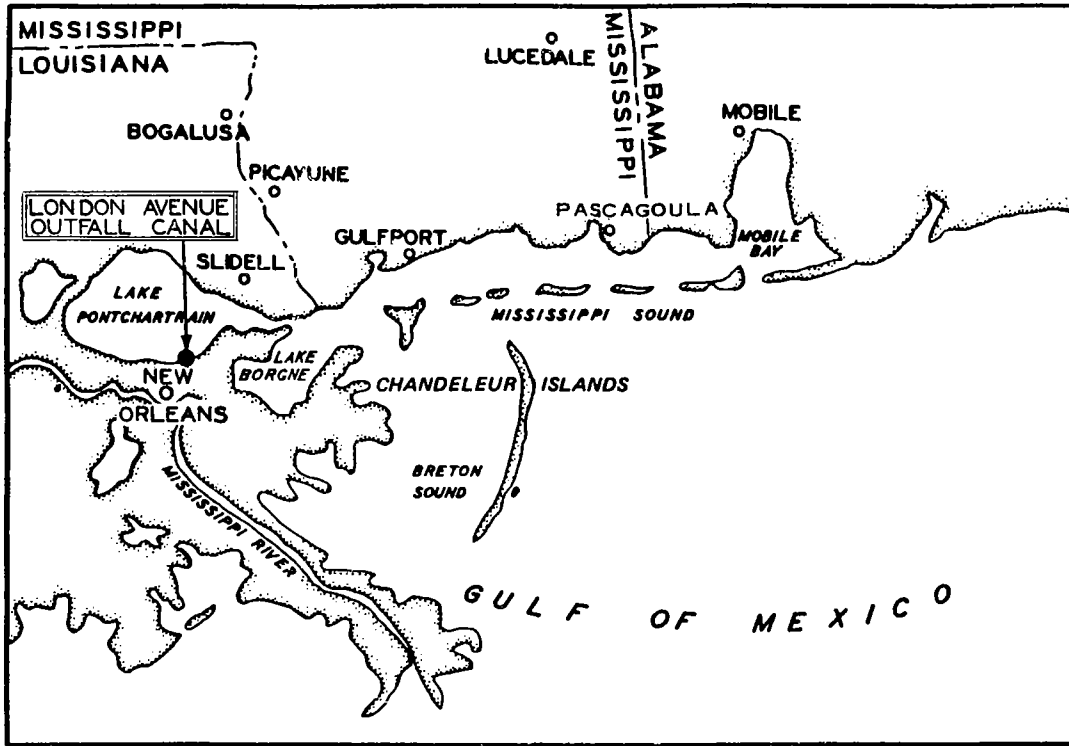 MISSISSIPPI
LOUISIANA
LUCEDALE
ALABAMA
MISSISSIPPI
BOGALUSA
MOBILE
PICAYUNE
LONDON AVENUE
OUTFALL CANAL
PASCAGOULA
GULFPORT
MOBILE
BAY
SLIDELL
LAKE
PONTCHARTRAIN
MISSISSIPPI SOUND
LAKE
BORGNE
NEW
ORLEANS
CHANDELEUR ISLANDS
BRETON
SOUND
MISSISSIPPI RIVER
GULF OF MEXICO